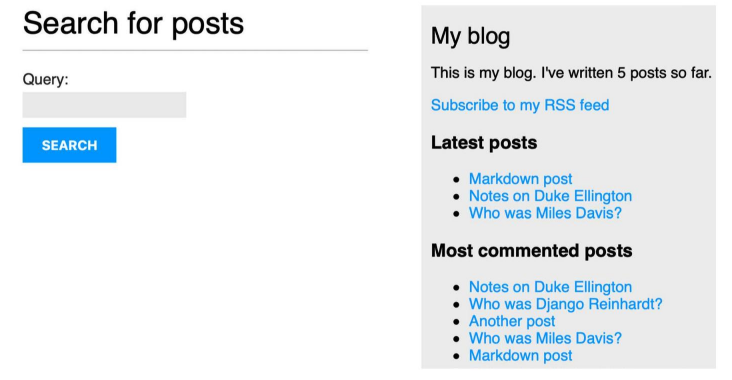 Search for posts
Query:
SEARCH
My blog
This is my blog. I've written 5 posts so far.
Subscribe to my RSS feed
Latest posts
Markdown post
Notes on Duke Ellington
Who was Miles Davis?
Most commented posts
Notes on Duke Ellington
Who was Django Reinhardt?
Another post
Who was Miles Davis?
Markdown post